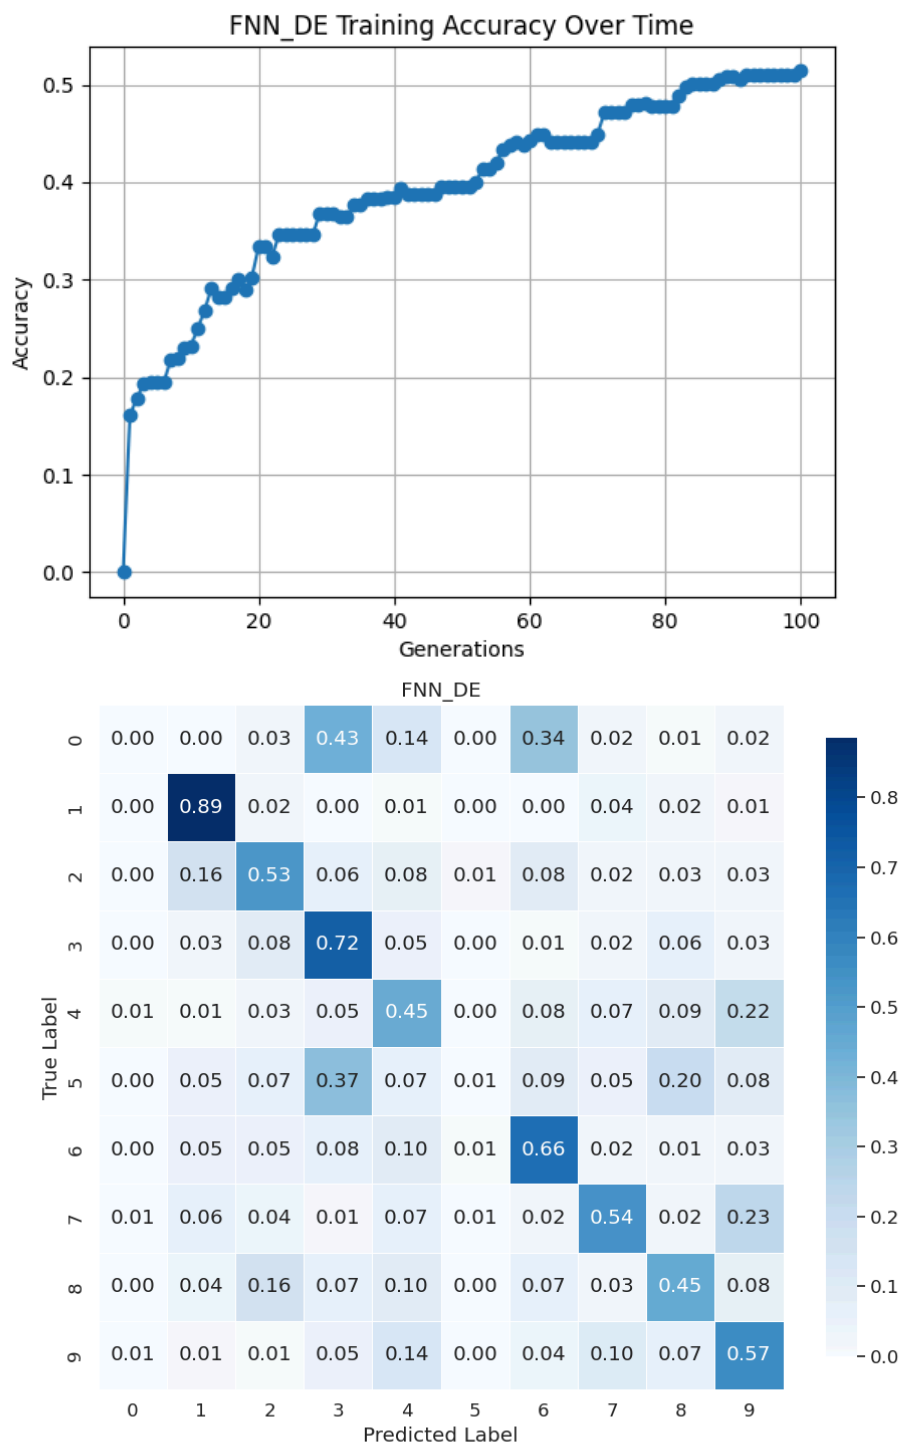 FNN_DE Training Accuracy Over Time
0.5
0.4
0.3
0.2
0.1
0.0
Accuracy
0 20 40 60 80 100
Generations
FNN_DE
0 0.00 0.00 0.03 0.43 0.14 0.00 0.34 0.02 0.01 0.02
1 0.00 0.89 0.02 0.00 0.01 0.00 0.00 0.04 0.02 0.01
2 0.00 0.16 0.53 0.06 0.08 0.01 0.08 0.02 0.03 0.03
3 0.00 0.03 0.08 0.72 0.05 0.00 0.01 0.02 0.06 0.03
4 0.01 0.01 0.03 0.05 0.45 0.00 0.08 0.07 0.09 0.22
5 0.00 0.05 0.07 0.37 0.07 0.01 0.09 0.05 0.20 0.08
6 0.00 0.05 0.05 0.08 0.10 0.01 0.66 0.02 0.01 0.03
7 0.01 0.06 0.04 0.01 0.07 0.01 0.02 0.54 0.02 0.23
8 0.00 0.04 0.16 0.07 0.10 0.00 0.07 0.03 0.45 0.08
9 0.01 0.01 0.01 0.05 0.14 0.00 0.04 0.10 0.07 0.57
True Label
0 1 2 3 4 5 6 7 8 9
Predicted Label
0.8
0.7
0.6
0.5
0.4
0.3
0.2
0.1
0.0